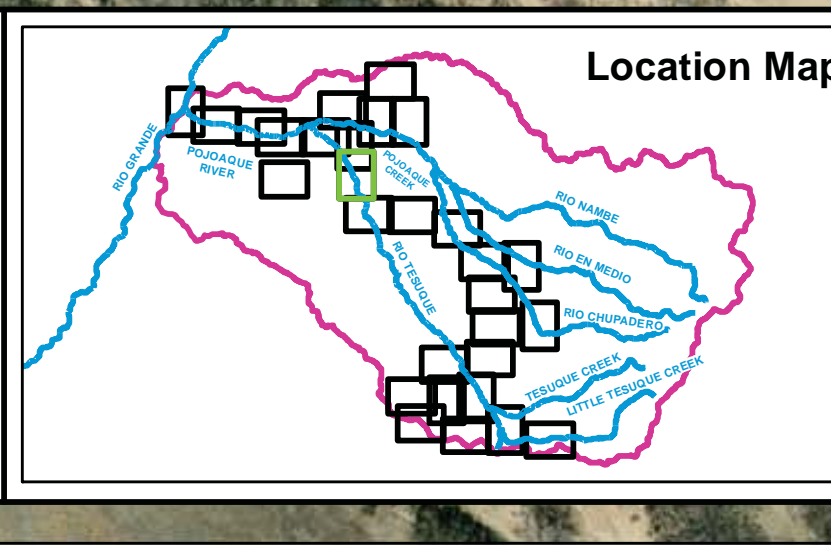 Location Map
RIO GRANDE
POJOAQUE
RIVER
POJOAQUE
CREEK
RIO NAMBE
RIO EN MEDIO
RIO TESUQUE
RIO CHUPADERO
TESUQUE CREEK
LITTLE TESUQUE CREEK